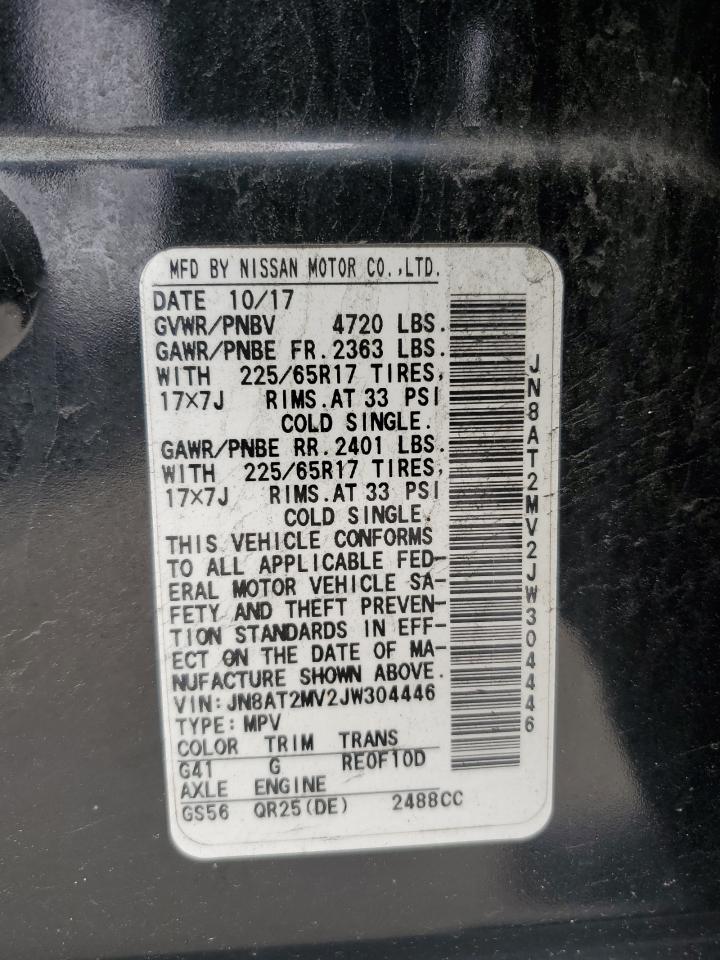 MFD BY NISSAN MOTOR CO.,LTD.
DATE 10/17
GVWR/PNBV 4720 LBS.
GAWR/PNBE FR.2363 LBS.
WITH 225/65R17 TIRES,
17×7J RIMS.AT 33 PSI
COLD SINGLE.
GAWR/PNBE RR.2401 LBS.
WITH 225/65R17 TIRES,
17×7J RIMS.AT 33 PSI
COLD SINGLE.
THIS VEHICLE CONFORMS
TO ALL APPLICABLE FED-
ERAL MOTOR VEHICLE SA-
FETY AND THEFT PREVEN-
TION STANDARDS IN EFF-
ECT ON THE DATE OF MA-
NUFACTURE SHOWN ABOVE.
VIN:JN8AT2MV2JW304446
TYPE:MPV
COLOR TRIM TRANS
G41 G RE0F10D
AXLE ENGINE
GS56 QR25(DE) 2488CC
JN8AT2MV2JW304446